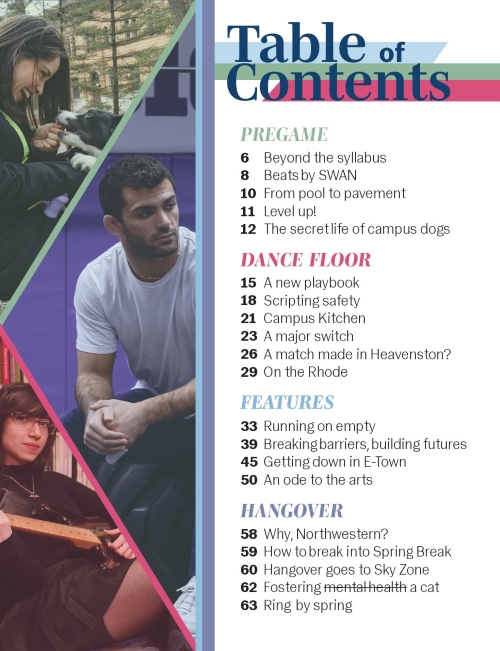 Table of
Contents
PREGAME
6 Beyond the syllabus
8 Beats by SWAN
10 From pool to pavement
11 Level up!
12 The secret life of campus dogs
DANCE FLOOR
15 A new playbook
18 Scripting safety
21 Campus Kitchen
23 A major switch
26 A match made in Heavenston?
29 On the Rhode
FEATURES
33 Running on empty
39 Breaking barriers, building futures
45 Getting down in E-Town
50 An ode to the arts
HANGOVER
58 Why, Northwestern?
59 How to break into Spring Break
60 Hangover goes to Sky Zone
62 Fostering mental health a cat
63 Ring by spring